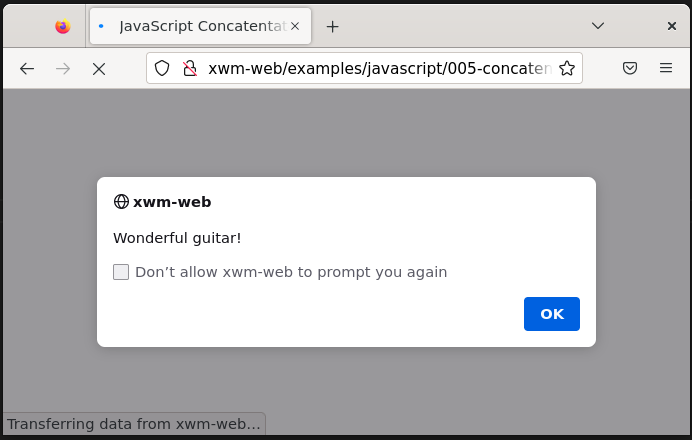 JavaScript Concatentat
xwm-web/examples/javascript/005-concaten
xwm-web
Wonderful guitar!
Don’t allow xwm-web to prompt you again
OK
Transferring data from xwm-web…